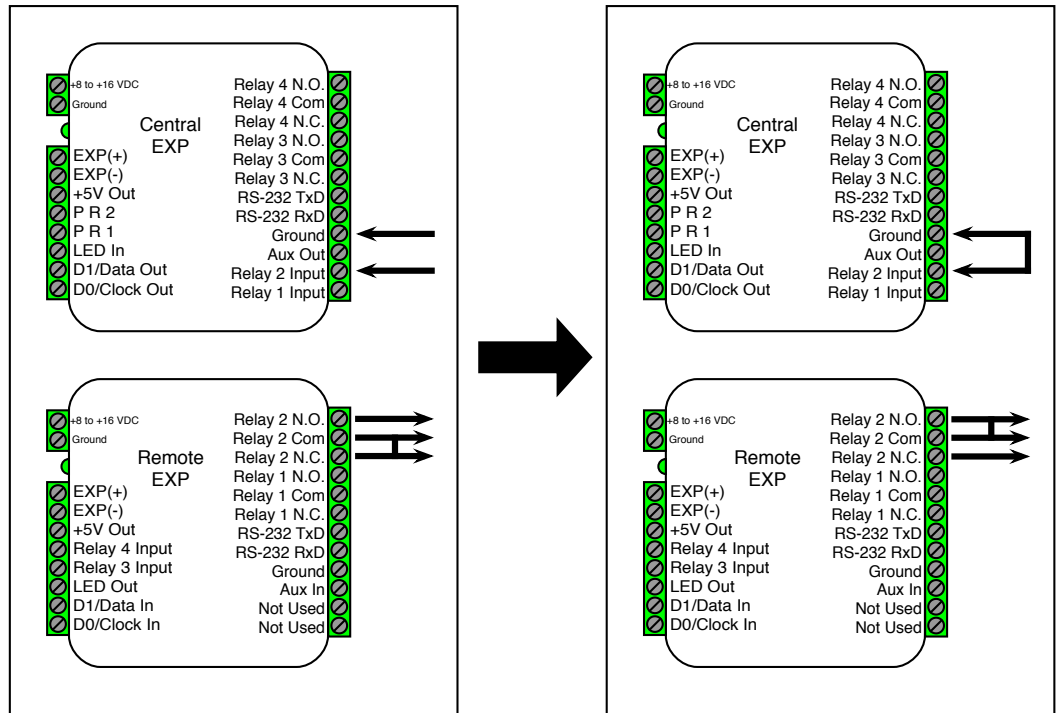 +8 to +16 VDC
Ground
Central
EXP
EXP(+)
EXP(-)
+5V Out
P R 2
P R 1
LED In
D1/Data Out
D0/Clock Out
Relay 4 N.O.
Relay 4 Com
Relay 4 N.C.
Relay 3 N.O.
Relay 3 Com
Relay 3 N.C.
RS-232 TxD
RS-232 RxD
Ground
Aux Out
Relay 2 Input
Relay 1 Input
+8 to +16 VDC
Ground
Remote
EXP
EXP(+)
EXP(-)
+5V Out
Relay 4 Input
Relay 3 Input
LED Out
D1/Data In
D0/Clock In
Relay 2 N.O.
Relay 2 Com
Relay 2 N.C.
Relay 1 N.O.
Relay 1 Com
Relay 1 N.C.
RS-232 TxD
RS-232 RxD
Ground
Aux In
Not Used
Not Used
+8 to +16 VDC
Ground
Central
EXP
EXP(+)
EXP(-)
+5V Out
P R 2
P R 1
LED In
D1/Data Out
D0/Clock Out
Relay 4 N.O.
Relay 4 Com
Relay 4 N.C.
Relay 3 N.O.
Relay 3 Com
Relay 3 N.C.
RS-232 TxD
RS-232 RxD
Ground
Aux Out
Relay 2 Input
Relay 1 Input
+8 to +16 VDC
Ground
Remote
EXP
EXP(+)
EXP(-)
+5V Out
Relay 4 Input
Relay 3 Input
LED Out
D1/Data In
D0/Clock In
Relay 2 N.O.
Relay 2 Com
Relay 2 N.C.
Relay 1 N.O.
Relay 1 Com
Relay 1 N.C.
RS-232 TxD
RS-232 RxD
Ground
Aux In
Not Used
Not Used